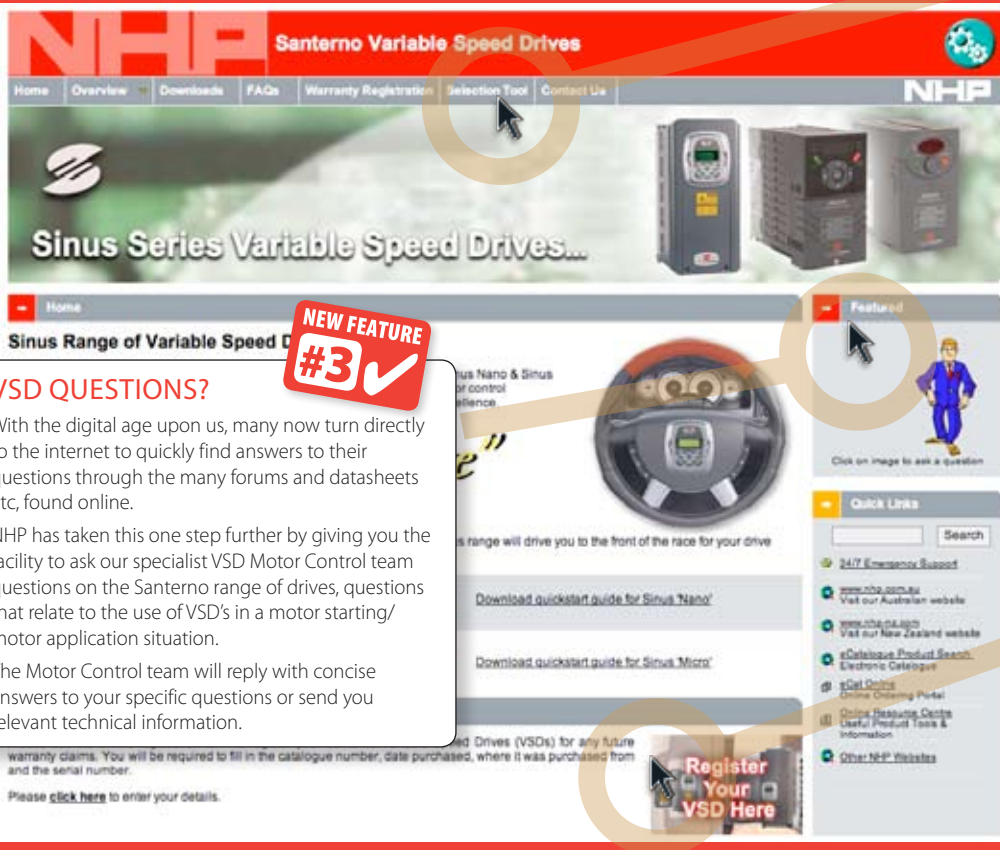 NHP
Santerno Variable Speed Drives
Home Overview Downloads FAQs Warranty Registration Selection Tool Contact Us
NHP
Sinus Series Variable Speed Drives...
Home
Featured
Sinus Range of Variable Speed D
NEW FEATURE
#3
us Nano & Sinus
or control
ellence.
e"
VSD QUESTIONS?
With the digital age upon us, many now turn directly
to the internet to quickly find answers to their
questions through the many forums and datasheets
etc, found online.
NHP has taken this one step further by giving you the
facility to ask our specialist VSD Motor Control team
questions on the Santerno range of drives, questions
that relate to the use of VSD's in a motor starting/
motor application situation.
The Motor Control team will reply with concise
answers to your specific questions or send you
relevant technical information.
s range will drive you to the front of the race for your drive
Download quickstart guide for Sinus 'Nano'
Download quickstart guide for Sinus 'Micro'
ed Drives (VSDs) for any future
warranty claims. You will be required to fill in the catalogue number, date purchased, where it was purchased from
and the serial number.
Please click here to enter your details.
Register
Your
VSD Here
Click on image to ask a question
Quick Links
Search
24/7 Emergency Support
www.nhp.com.au
Visit our Australian website
www.nhp-nz.com
Visit our New Zealand website
eCatalogue Product Search
Electronic Catalogue
eCat Online
Online Ordering Portal
Online Resource Centre
Useful Product Tools &
Information
Other NHP Websites